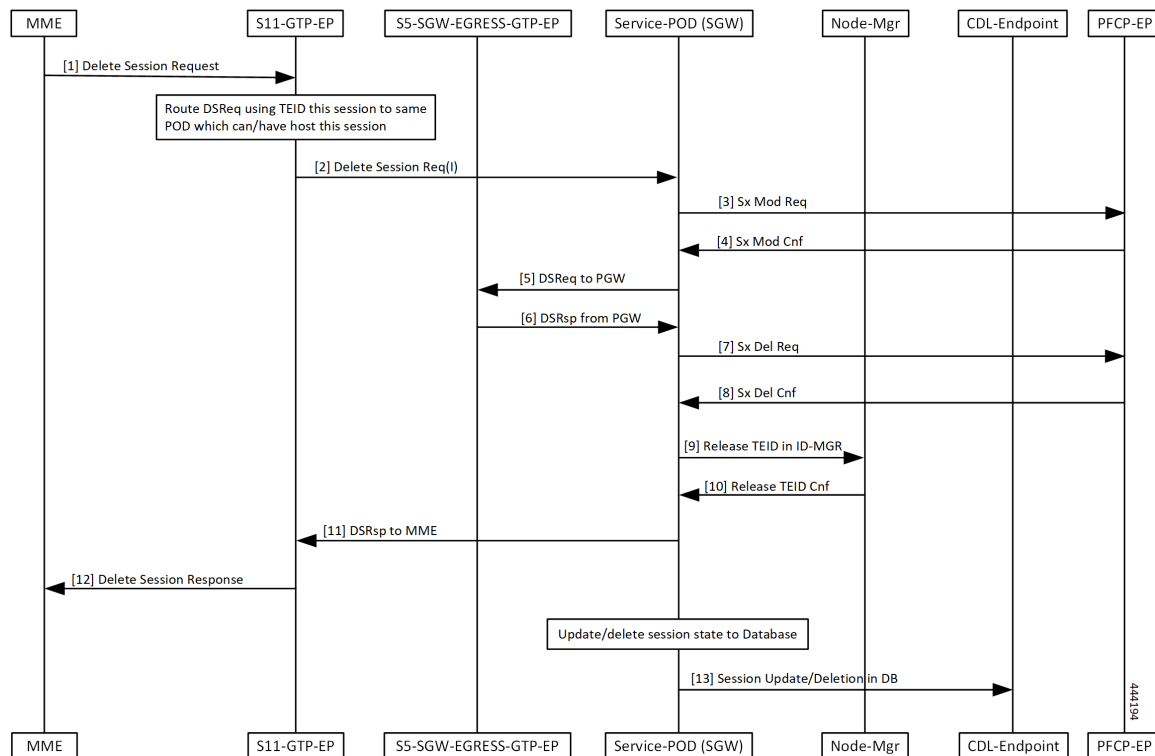 MME
S11-GTP-EP
S5-SGW-EGRESS-GTP-EP
Service-POD (SGW)
Node-Mgr
CDL-Endpoint
PFCP-EP
[1] Delete Session Request
Route DSReq using TEID this session to same
POD which can/have host this session
[2] Delete Session Req(I)
[3] Sx Mod Req
[4] Sx Mod Cnf
[5] DSReq to PGW
[6] DSRsp from PGW
[7] Sx Del Req
[8] Sx Del Cnf
[9] Release TEID in ID-MGR
[10] Release TEID Cnf
[11] DSRsp to MME
[12] Delete Session Response
Update/delete session state to Database
[13] Session Update/Deletion in DB
444194
MME
S11-GTP-EP
S5-SGW-EGRESS-GTP-EP
Service-POD (SGW)
Node-Mgr
CDL-Endpoint
PFCP-EP